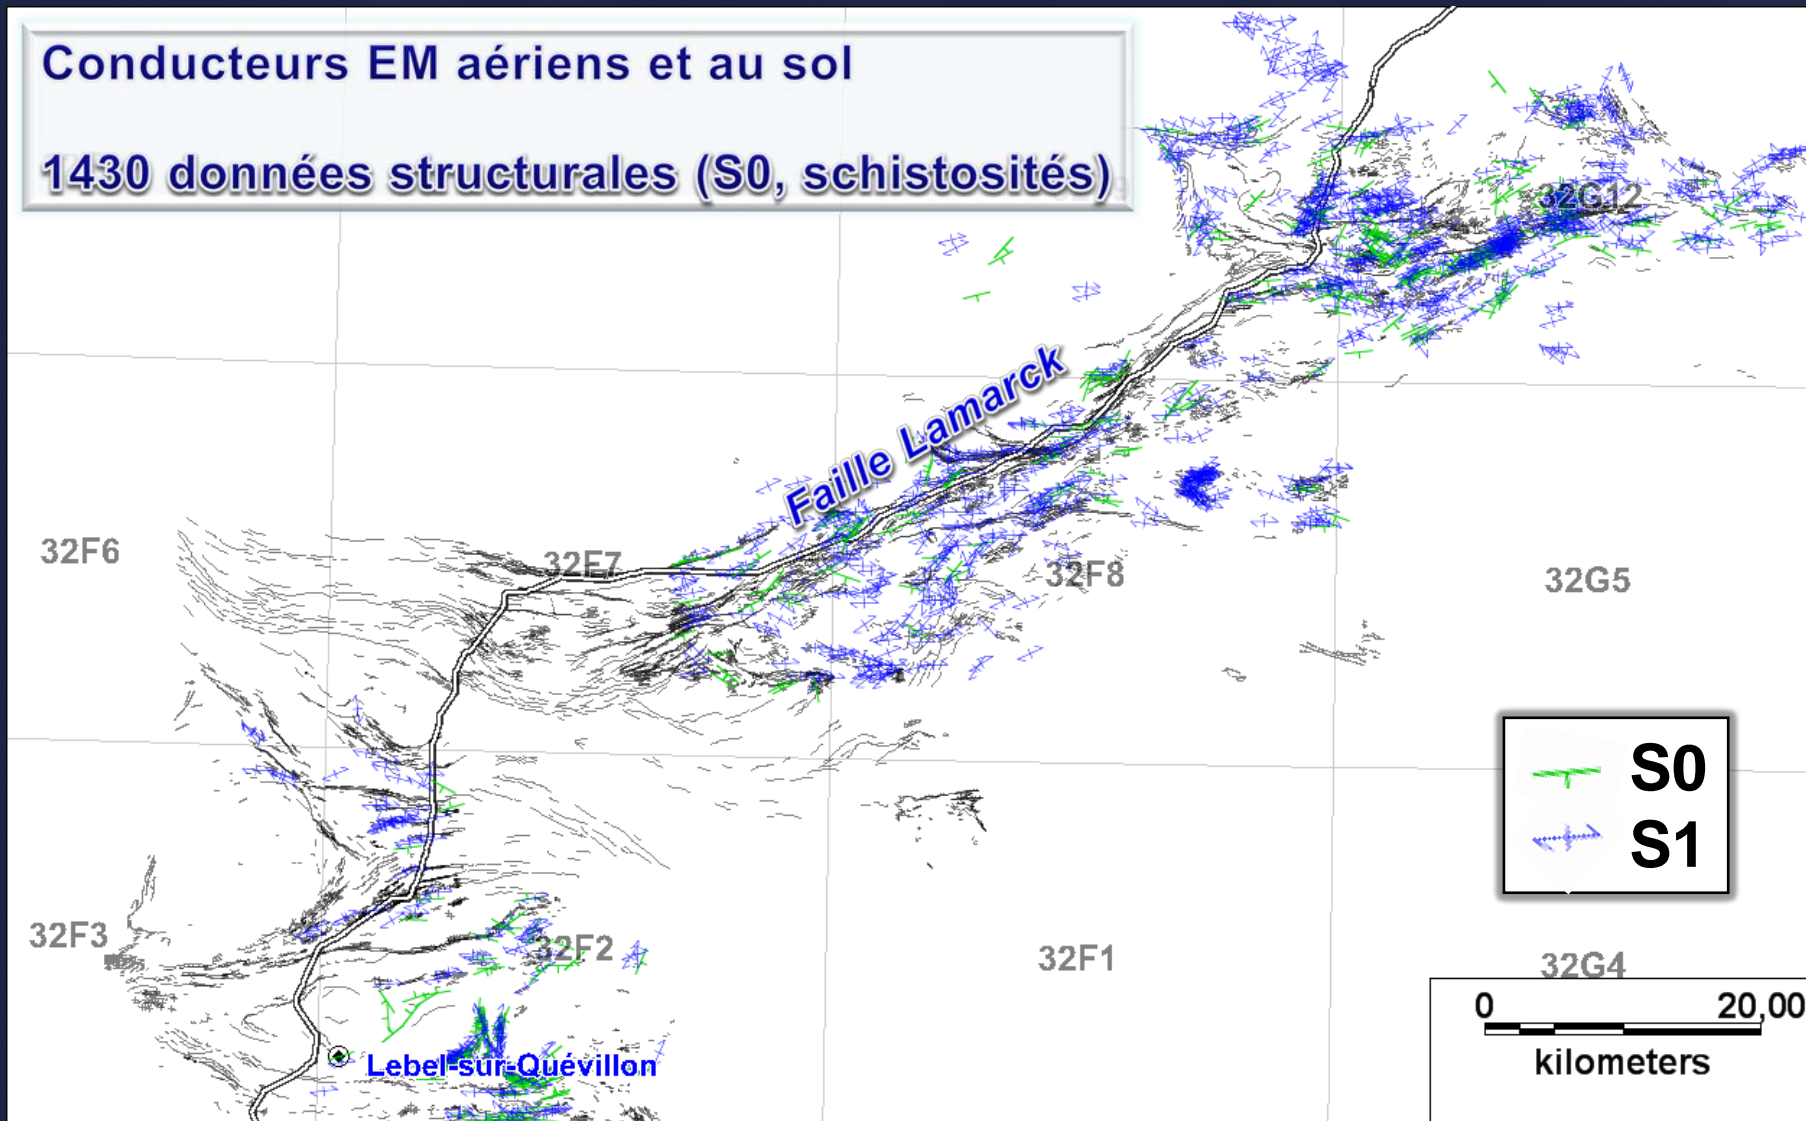 Conducteurs EM aériens et au sol
1430 données structurales (S0, schistosités)
32G12
Faille Lamarck
32F6
32F7
32F8
32G5
S0
S1
32F3
32F2
32F1
32G4
0 20,00
kilometers
Lebel-sur-Quévillon